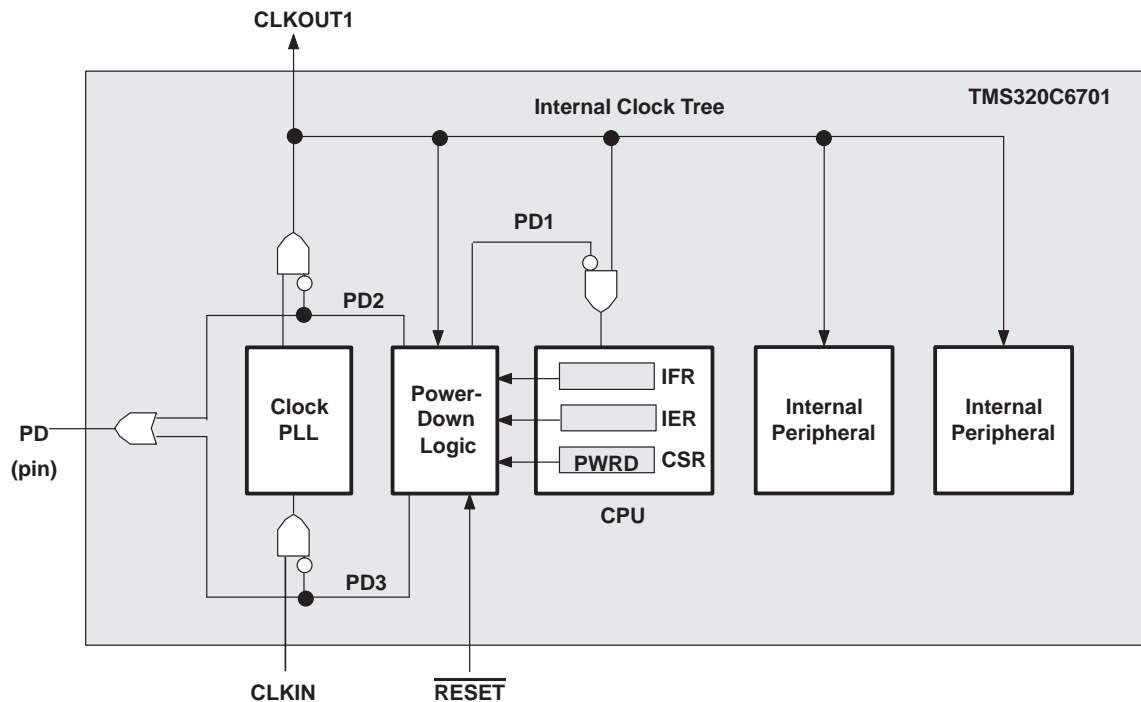 CLKOUT1
TMS320C6701
Internal Clock Tree
PD1
PD2
Clock
PLL
Power-
Down
Logic
IFR
IER
PWRD
CSR
CPU
Internal
Peripheral
Internal
Peripheral
PD
(pin)
PD3
CLKIN
RESET